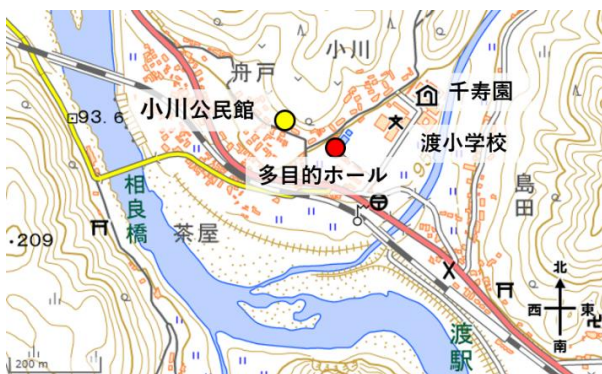 小川
舟戸
千寿園
93.6
小川公民館
渡小学校
多目的ホール
相良橋
島田
茶屋
209
北
西 東
南
渡駅
200 m